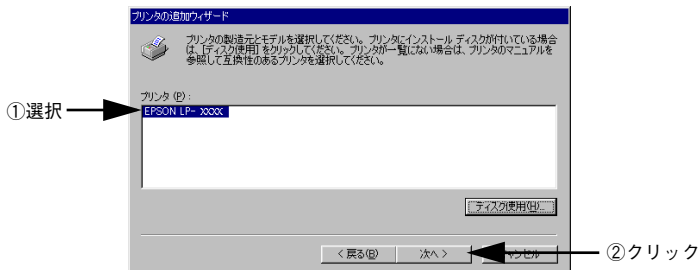 プリンタの追加ウィザード
プリンタの製造元とモデルを選択してください。プリンタにインストール ディスクが付いている場合
は、[ディスク使用] をクリックしてください。プリンタが一覧にない場合は、プリンタのマニュアルを
参照して互換性のあるプリンタを選択してください。
プリンタ (P) :
①選択
EPSON LP- XXXX
ディスク使用(H)...
< 戻る(B)
次へ >
キャンセル
②クリック